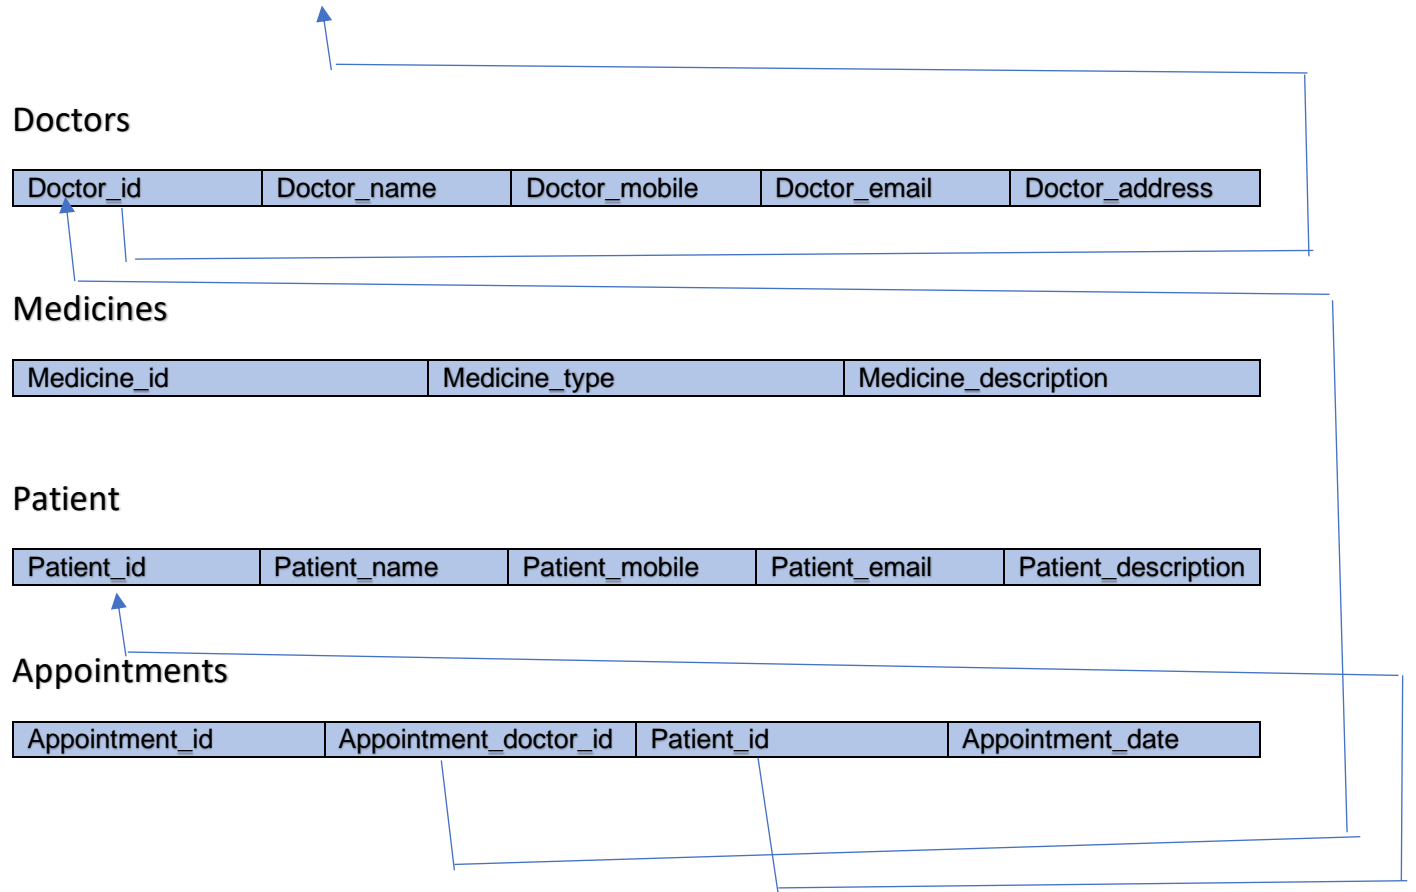 Doctors
Doctor_id Doctor_name Doctor_mobile Doctor_email Doctor_address
Medicines
Medicine_id Medicine_type Medicine_description
Patient
Patient_id Patient_name Patient_mobile Patient_email Patient_description
Appointments
Appointment_id Appointment_doctor_id Patient_id Appointment_date